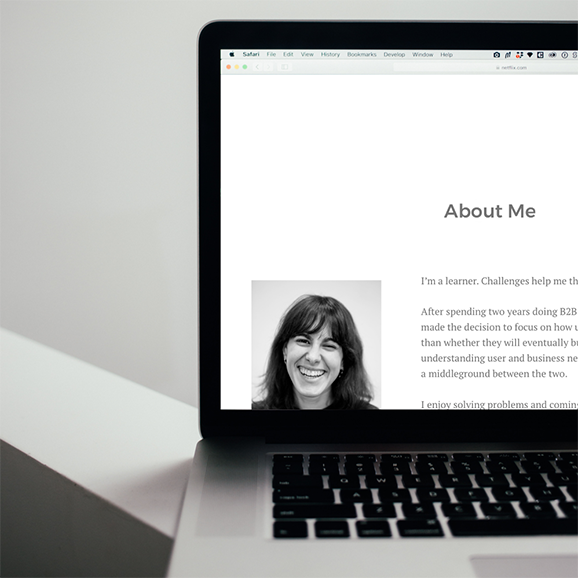 Safari File Edit View History Bookmarks Develop Window Help
netflix.com
About Me
I'm a learner. Challenges help me th
After spending two years doing B2B
made the decision to focus on how u
than whether they will eventually bu
understanding user and business ne
a middleground between the two.
I enjoy solving problems and coming